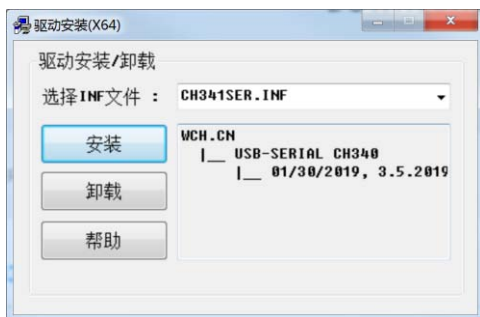 驱动安装(X64)
驱动安装/卸载
选择INF文件 :
CH341SER.INF
安装
WCH.CN
|__ USB-SERIAL CH340
|__ 01/30/2019, 3.5.2019
卸载
帮助